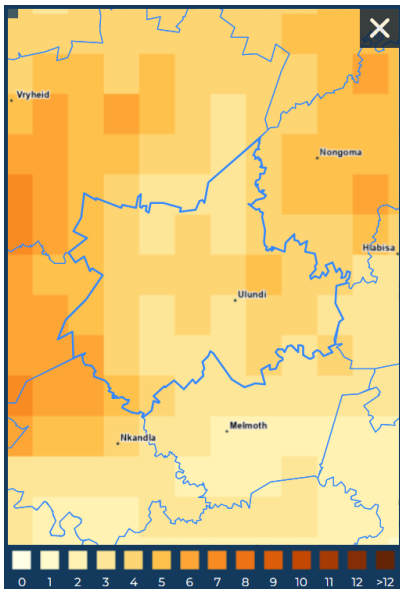 Vryheid
Nongoma
Hlabisa
Ulundi
Melmoth
Nkandla
0 1 2 3 4 5 6 7 8 9 10 11 12 >12